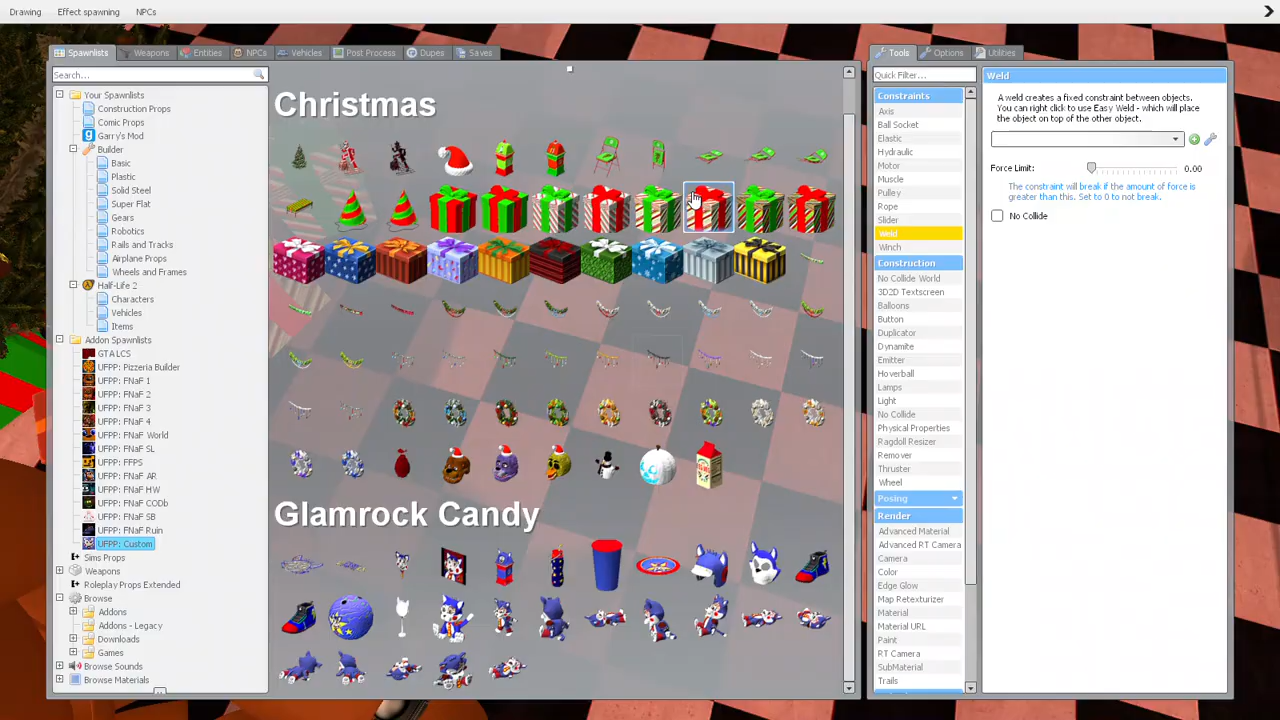 Drawing Effect spawning NPCs
Spawnlists Weapons Entities NPCs Vehicles Post Process Dupes Saves
Search...
Your Spawnlists
Construction Props
Comic Props
Garry's Mod
Builder
Basic
Plastic
Solid Steel
Super Flat
Gears
Robotics
Rails and Tracks
Airplane Props
Wheels and Frames
Half-Life 2
Characters
Vehicles
Items
Addon Spawnlists
GTA LCS
UFPP: Pizzeria Builder
UFPP: FNaF 1
UFPP: FNaF 2
UFPP: FNaF 3
UFPP: FNaF 4
UFPP: FNaF World
UFPP: FNaF SL
UFPP: FFPS
UFPP: FNaF AR
UFPP: FNaF HW
UFPP: FNaF CODb
UFPP: FNaF SB
UFPP: FNaF Ruin
UFPP: Custom
Sims Props
Weapons
Roleplay Props Extended
Browse
Addons
Addons - Legacy
Downloads
Games
Browse Sounds
Browse Materials
Christmas
Glamrock Candy
Tools Options Utilities
Quick Filter...
Constraints
Axis
Ball Socket
Elastic
Hydraulic
Motor
Muscle
Pulley
Rope
Slider
Weld
Winch
Construction
No Collide World
3D2D Textscreen
Balloons
Button
Duplicator
Dynamite
Emitter
Hoverball
Lamps
Light
No Collide
Physical Properties
Ragdoll Resizer
Remover
Thruster
Wheel
Posing
Render
Advanced Material
Advanced RT Camera
Camera
Color
Edge Glow
Map Retexturizer
Material
Material URL
Paint
RT Camera
SubMaterial
Trails
Weld
A weld creates a fixed constraint between objects.
You can right click to use Easy Weld - which will place
the object on top of the other object.
Force Limit: 0.00
The constraint will break if the amount of force is
greater than this. Set to 0 to not break.
No Collide